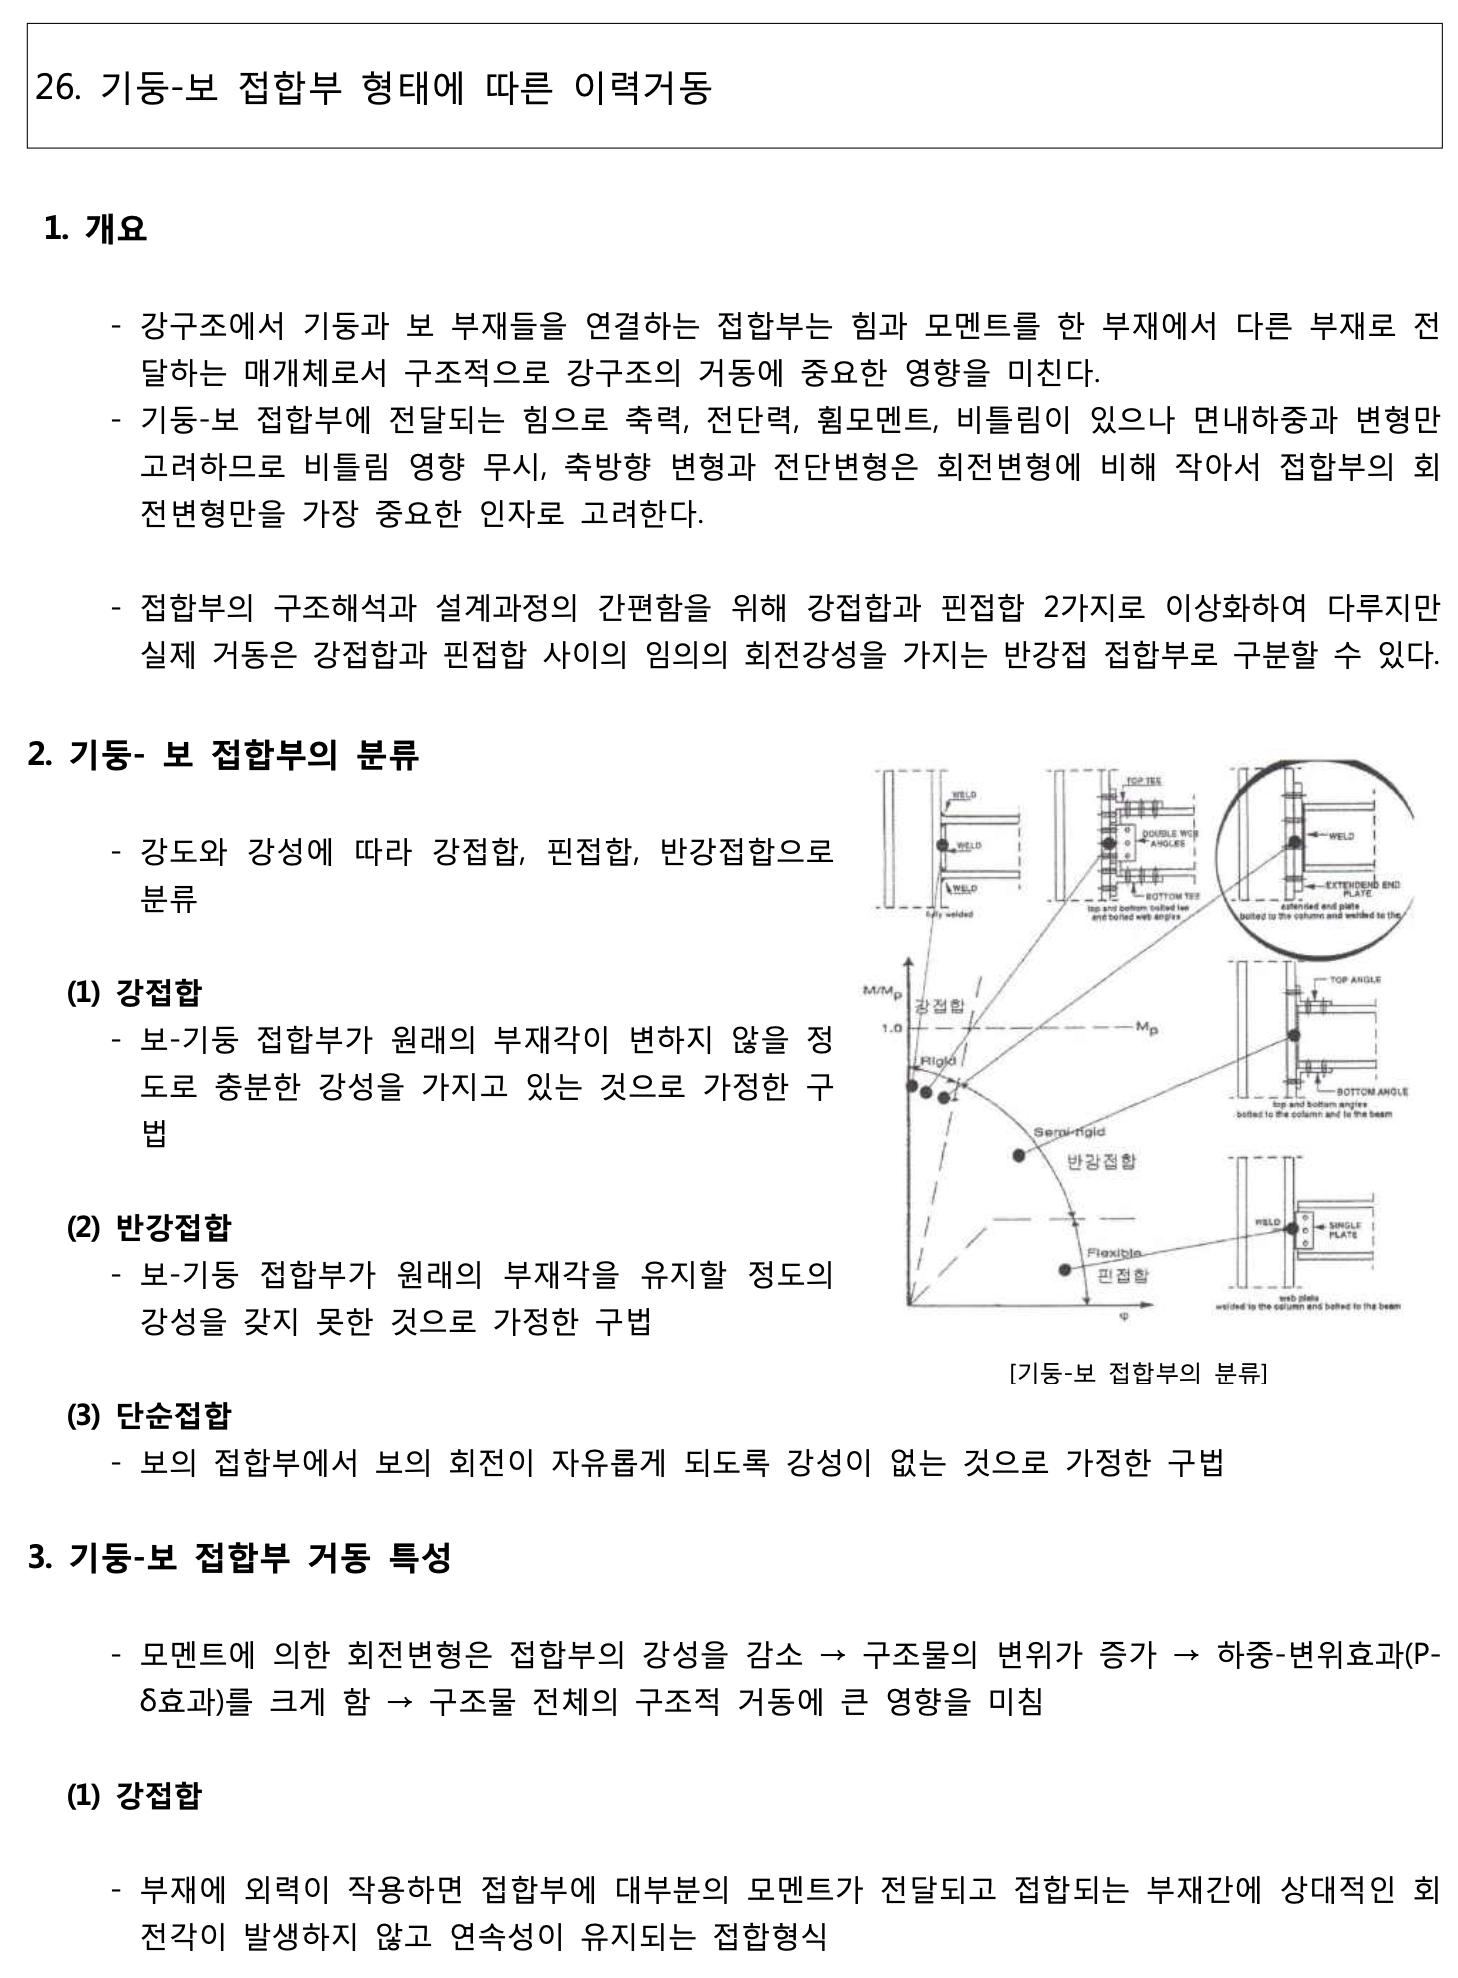 26. 기둥-보 접합부 형태에 따른 이력거동
1. 개요
- 강구조에서 기둥과 보 부재들을 연결하는 접합부는 힘과 모멘트를 한 부재에서 다른 부재로 전
달하는 매개체로서 구조적으로 강구조의 거동에 중요한 영향을 미친다.
- 기둥-보 접합부에 전달되는 힘으로 축력, 전단력, 휨모멘트, 비틀림이 있으나 면내하중과 변형만
고려하므로 비틀림 영향 무시, 축방향 변형과 전단변형은 회전변형에 비해 작아서 접합부의 회
전변형만을 가장 중요한 인자로 고려한다.
- 접합부의 구조해석과 설계과정의 간편함을 위해 강접합과 핀접합 2가지로 이상화하여 다루지만
실제 거동은 강접합과 핀접합 사이의 임의의 회전강성을 가지는 반강접 접합부로 구분할 수 있다.
2. 기둥- 보 접합부의 분류
- 강도와 강성에 따라 강접합, 핀접합, 반강접합으로
분류
(1) 강접합
- 보-기둥 접합부가 원래의 부재각이 변하지 않을 정
도로 충분한 강성을 가지고 있는 것으로 가정한 구
법
(2) 반강접합
- 보-기둥 접합부가 원래의 부재각을 유지할 정도의
강성을 갖지 못한 것으로 가정한 구법
WELD
WELD
WELD
fully welded
TOP TEE
DOUBLE WEB
ANGLES
BOTTOM TEE
top and bottom bolted tee
and bolted web angles
WELD
EXTENDEND END
PLATE
extended end plate
bolted to the column and welded to the
M/Mp
강접합
1.0
Mp
Rigid
Semi-rigid
반강접합
Flexible
핀접합
φ
TOP ANGLE
BOTTOM ANGLE
top and bottom angles
bolted to the column and to the beam
WELD
SINGLE
PLATE
web plate
welded to the column and bolted to the beam
[기둥-보 접합부의 분류]
(3) 단순접합
- 보의 접합부에서 보의 회전이 자유롭게 되도록 강성이 없는 것으로 가정한 구법
3. 기둥-보 접합부 거동 특성
- 모멘트에 의한 회전변형은 접합부의 강성을 감소 → 구조물의 변위가 증가 → 하중-변위효과(P-
δ효과)를 크게 함 → 구조물 전체의 구조적 거동에 큰 영향을 미침
(1) 강접합
- 부재에 외력이 작용하면 접합부에 대부분의 모멘트가 전달되고 접합되는 부재간에 상대적인 회
전각이 발생하지 않고 연속성이 유지되는 접합형식